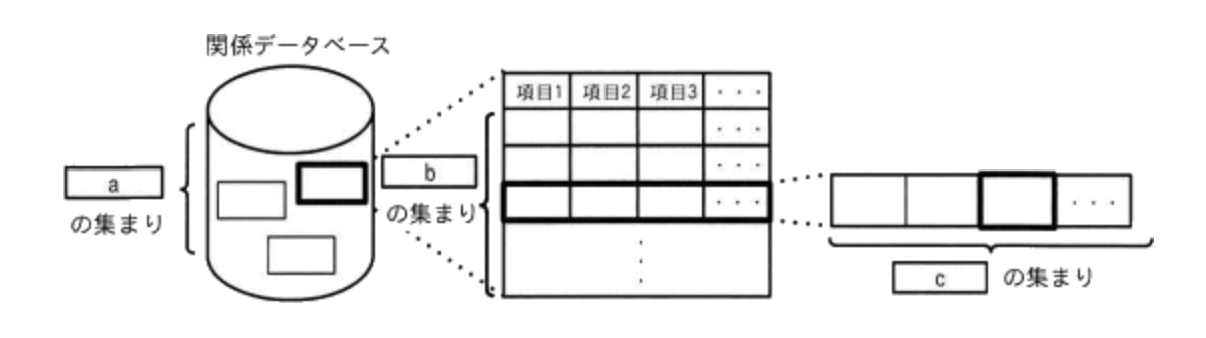 関係データベース
a
の集まり
b
の集まり
項目1 項目2 項目3 ・・・
・・・
・・・
・・・
・・・
c の集まり